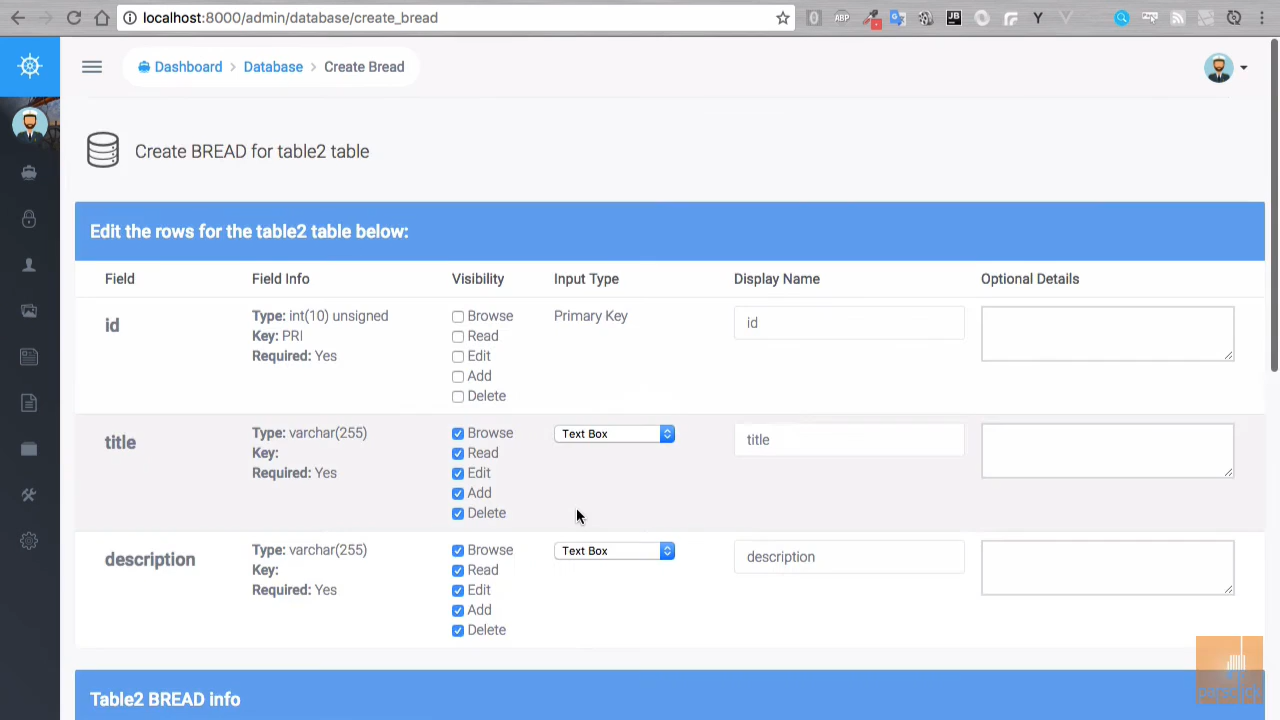 localhost:8000/admin/database/create_bread
ABP
JB
Y
Dashboard > Database > Create Bread
Create BREAD for table2 table
Edit the rows for the table2 table below:
Field Field Info Visibility Input Type Display Name Optional Details
id Type: int(10) unsigned Browse Primary Key id
Key: PRI Read
Required: Yes Edit
Add
Delete
title Type: varchar(255) Browse Text Box title
Key: Read
Required: Yes Edit
Add
Delete
description Type: varchar(255) Browse Text Box description
Key: Read
Required: Yes Edit
Add
Delete
Table2 BREAD info